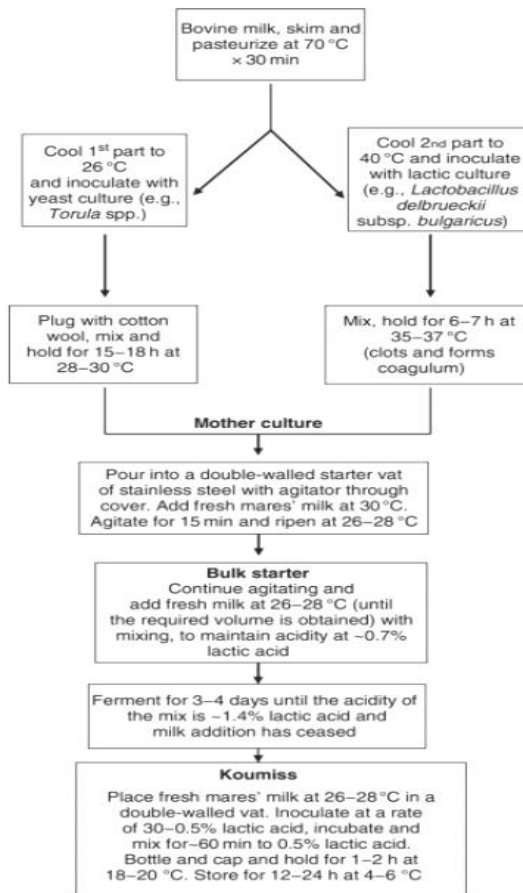 Bovine milk, skim and
pasteurize at 70 °C
× 30 min
Cool 1st part to
26 °C
and inoculate with
yeast culture (e.g.,
Torula spp.)
Cool 2nd part to
40 °C and inoculate
with lactic culture
(e.g., Lactobacillus
delbrueckii
subsp. bulgaricus)
Plug with cotton
wool, mix and
hold for 15–18 h at
28–30 °C
Mix, hold for 6–7 h at
35–37 °C
(clots and forms
coagulum)
Mother culture
Pour into a double-walled starter vat
of stainless steel with agitator through
cover. Add fresh mares' milk at 30 °C.
Agitate for 15 min and ripen at 26–28 °C
Bulk starter
Continue agitating and
add fresh milk at 26–28 °C (until
the required volume is obtained) with
mixing, to maintain acidity at ~0.7%
lactic acid
Ferment for 3–4 days until the acidity of
the mix is ~1.4% lactic acid and
milk addition has ceased
Koumiss
Place fresh mares' milk at 26–28 °C in a
double-walled vat. Inoculate at a rate
of 30–0.5% lactic acid, incubate and
mix for~60 min to 0.5% lactic acid.
Bottle and cap and hold for 1–2 h at
18–20 °C. Store for 12–24 h at 4–6 °C